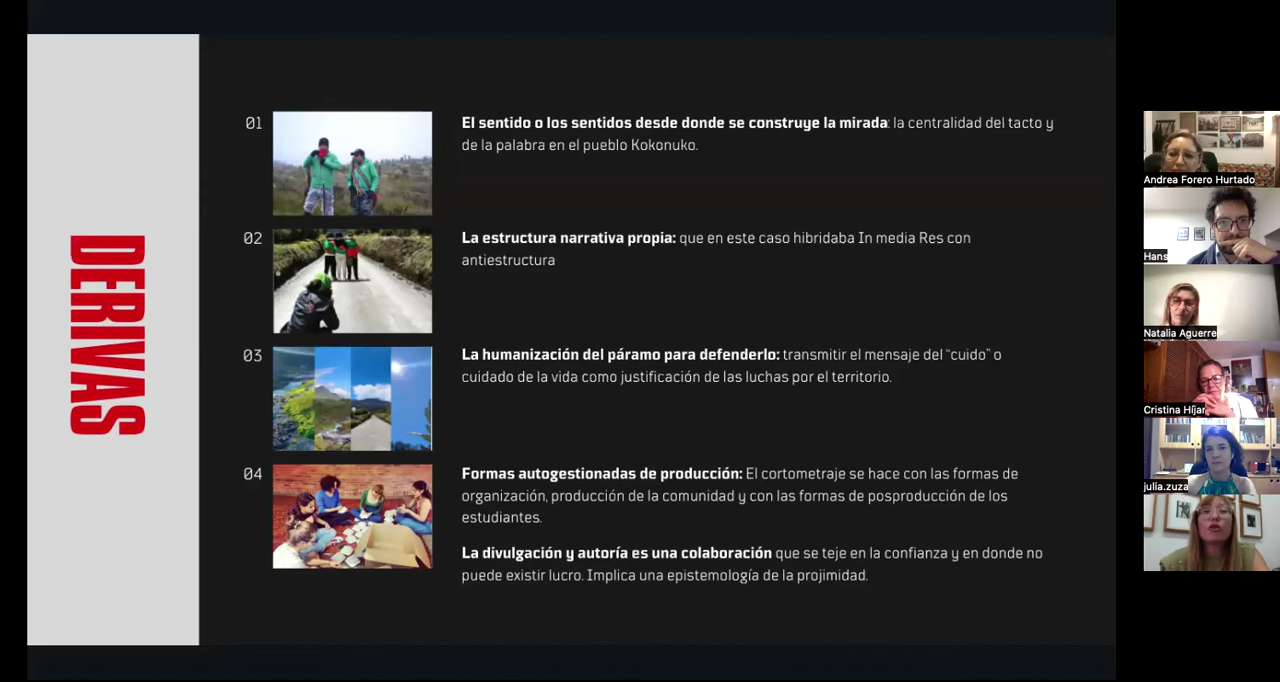 DERIVAS
01
El sentido o los sentidos desde donde se construye la mirada: la centralidad del tacto y
de la palabra en el pueblo Kokonuko.
02
La estructura narrativa propia: que en este caso hibridaba In media Res con
antiestructura
03
La humanización del páramo para defenderlo: transmitir el mensaje del “cuido” o
cuidado de la vida como justificación de las luchas por el territorio.
04
Formas autogestionadas de producción: El cortometraje se hace con las formas de
organización, producción de la comunidad y con las formas de posproducción de los
estudiantes.
La divulgación y autoría es una colaboración que se teje en la confianza y en donde no
puede existir lucro. Implica una epistemología de la projimidad.
Andrea Forero Hurtado
Hans
Natalia Aguerre
Cristina Híjar
julia.zuza